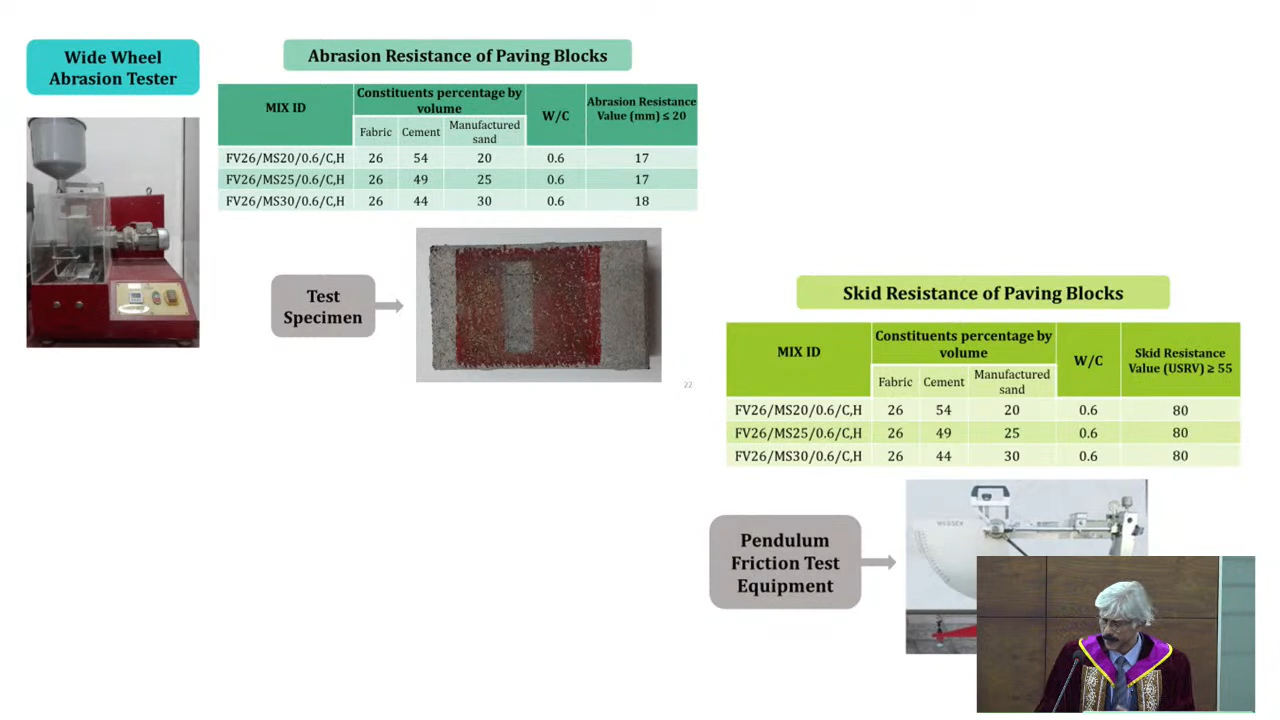 Wide Wheel
Abrasion Tester
Abrasion Resistance of Paving Blocks
MIX ID
Constituents percentage by
volume
W/C
Abrasion Resistance
Value (mm) ≤ 20
Fabric
Cement
Manufactured
sand
FV26/MS20/0.6/C,H 26 54 20 0.6 17
FV26/MS25/0.6/C,H 26 49 25 0.6 17
FV26/MS30/0.6/C,H 26 44 30 0.6 18
Test
Specimen
22
Skid Resistance of Paving Blocks
MIX ID
Constituents percentage by
volume
W/C
Skid Resistance
Value (USRV) ≥ 55
Fabric
Cement
Manufactured
sand
FV26/MS20/0.6/C,H 26 54 20 0.6 80
FV26/MS25/0.6/C,H 26 49 25 0.6 80
FV26/MS30/0.6/C,H 26 44 30 0.6 80
Pendulum
Friction Test
Equipment